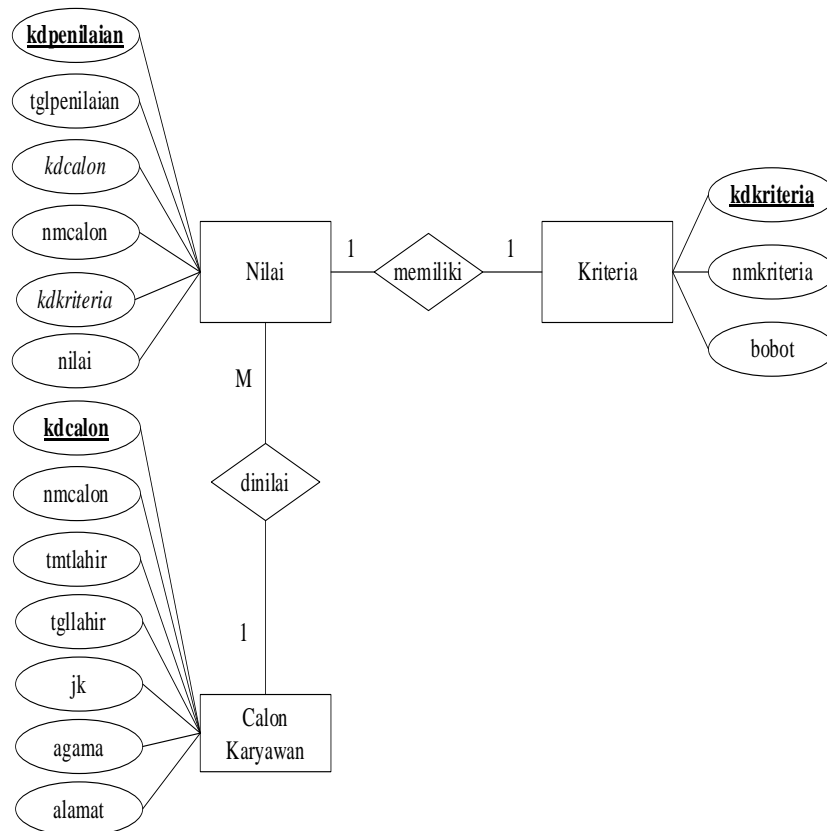 kdpenilaian
tglpenilaian
kdcalon
nmcalon
kdkriteria
nilai
Nilai
1
memiliki
1
Kriteria
kdkriteria
nmkriteria
bobot
M
dinilai
1
kdcalon
nmcalon
tmtlahir
tgllahir
jk
agama
alamat
Calon
Karyawan